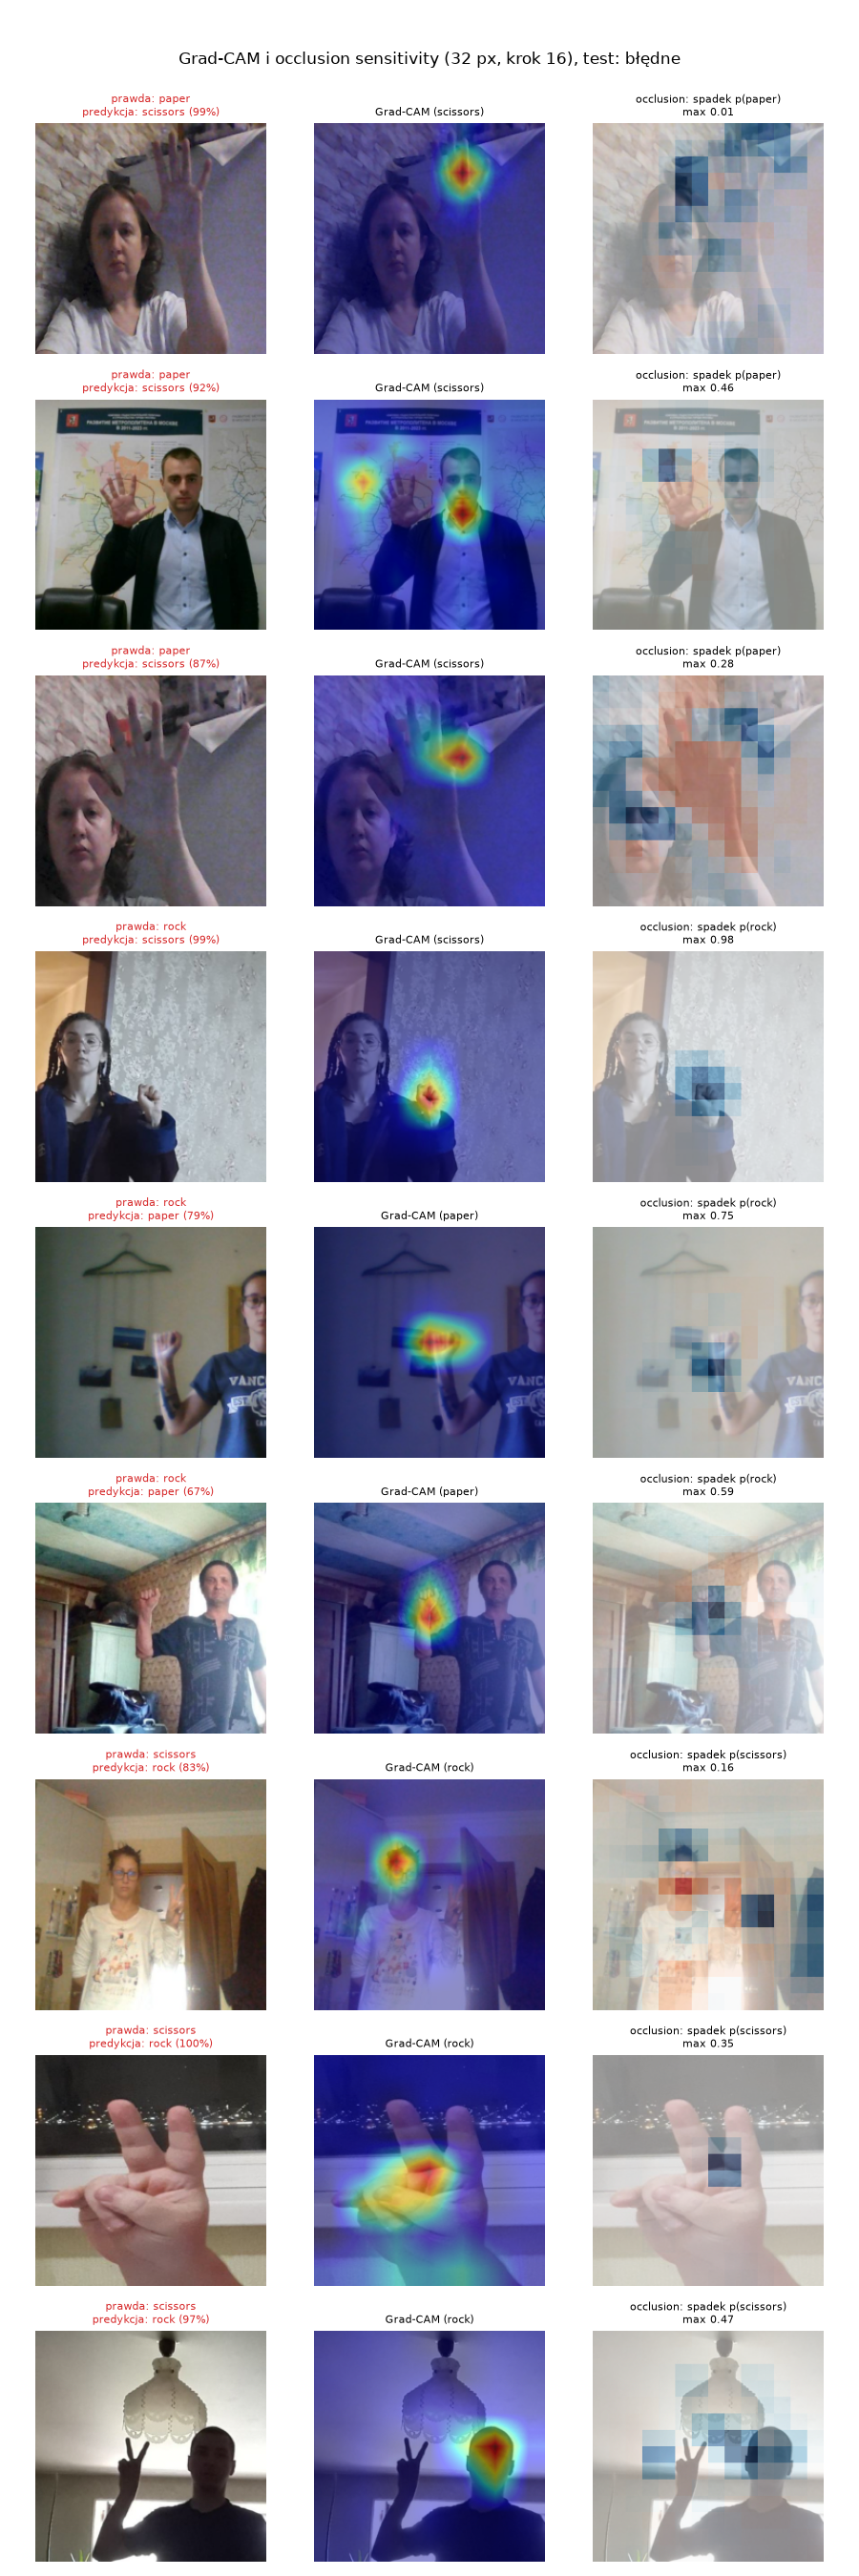 Grad-CAM i occlusion sensitivity (32 px, krok 16), test: błędne
prawda: paper
predykcja: scissors (99%)
Grad-CAM (scissors)
occlusion: spadek p(paper)
max 0.01
prawda: paper
predykcja: scissors (92%)
Grad-CAM (scissors)
occlusion: spadek p(paper)
max 0.46
РАЗВИТИЕ МЕТРОПОЛИТЕНА В МОСКВЕ
prawda: paper
predykcja: scissors (87%)
Grad-CAM (scissors)
occlusion: spadek p(paper)
max 0.28
prawda: rock
predykcja: scissors (99%)
Grad-CAM (scissors)
occlusion: spadek p(rock)
max 0.98
prawda: rock
predykcja: paper (79%)
Grad-CAM (paper)
occlusion: spadek p(rock)
max 0.75
prawda: rock
predykcja: paper (67%)
Grad-CAM (paper)
occlusion: spadek p(rock)
max 0.59
prawda: scissors
predykcja: rock (83%)
Grad-CAM (rock)
occlusion: spadek p(scissors)
max 0.16
prawda: scissors
predykcja: rock (100%)
Grad-CAM (rock)
occlusion: spadek p(scissors)
max 0.35
prawda: scissors
predykcja: rock (97%)
Grad-CAM (rock)
occlusion: spadek p(scissors)
max 0.47